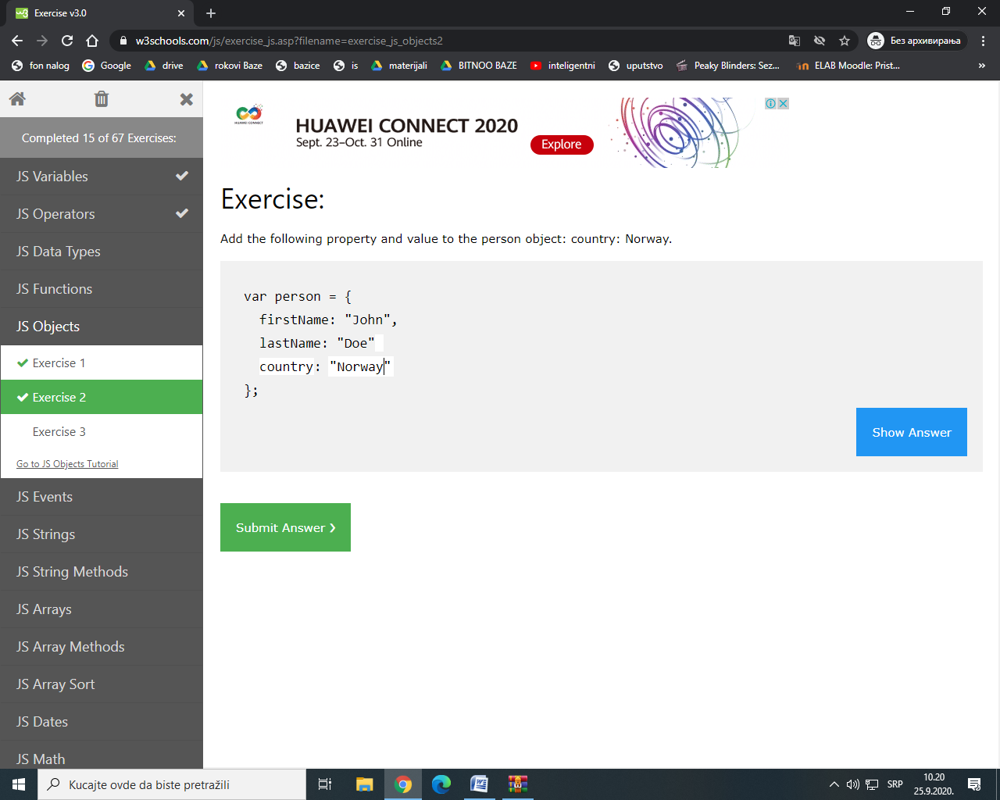 Exercise v3.0
w3schools.com/js/exercise_js.asp?filename=exercise_js_objects2
Без архивирања
fon nalog
Google
drive
rokovi Baze
bazice
is
materijali
BITNOO BAZE
inteligentni
uputstvo
Peaky Blinders: Sez...
ELAB Moodle: Prist...
»
Completed 15 of 67 Exercises:
JS Variables
JS Operators
JS Data Types
JS Functions
JS Objects
Exercise 1
Exercise 2
Exercise 3
Go to JS Objects Tutorial
JS Events
JS Strings
JS String Methods
JS Arrays
JS Array Methods
JS Array Sort
JS Dates
JS Math
HUAWEI CONNECT
HUAWEI CONNECT 2020
Sept. 23–Oct. 31 Online
Explore
Exercise:
Add the following property and value to the person object: country: Norway.
var person = {
firstName: "John",
lastName: "Doe"
country: "Norway"
};
Show Answer
Submit Answer ❯
Kucajte ovde da biste pretražili
SRP
10.20
25.9.2020.